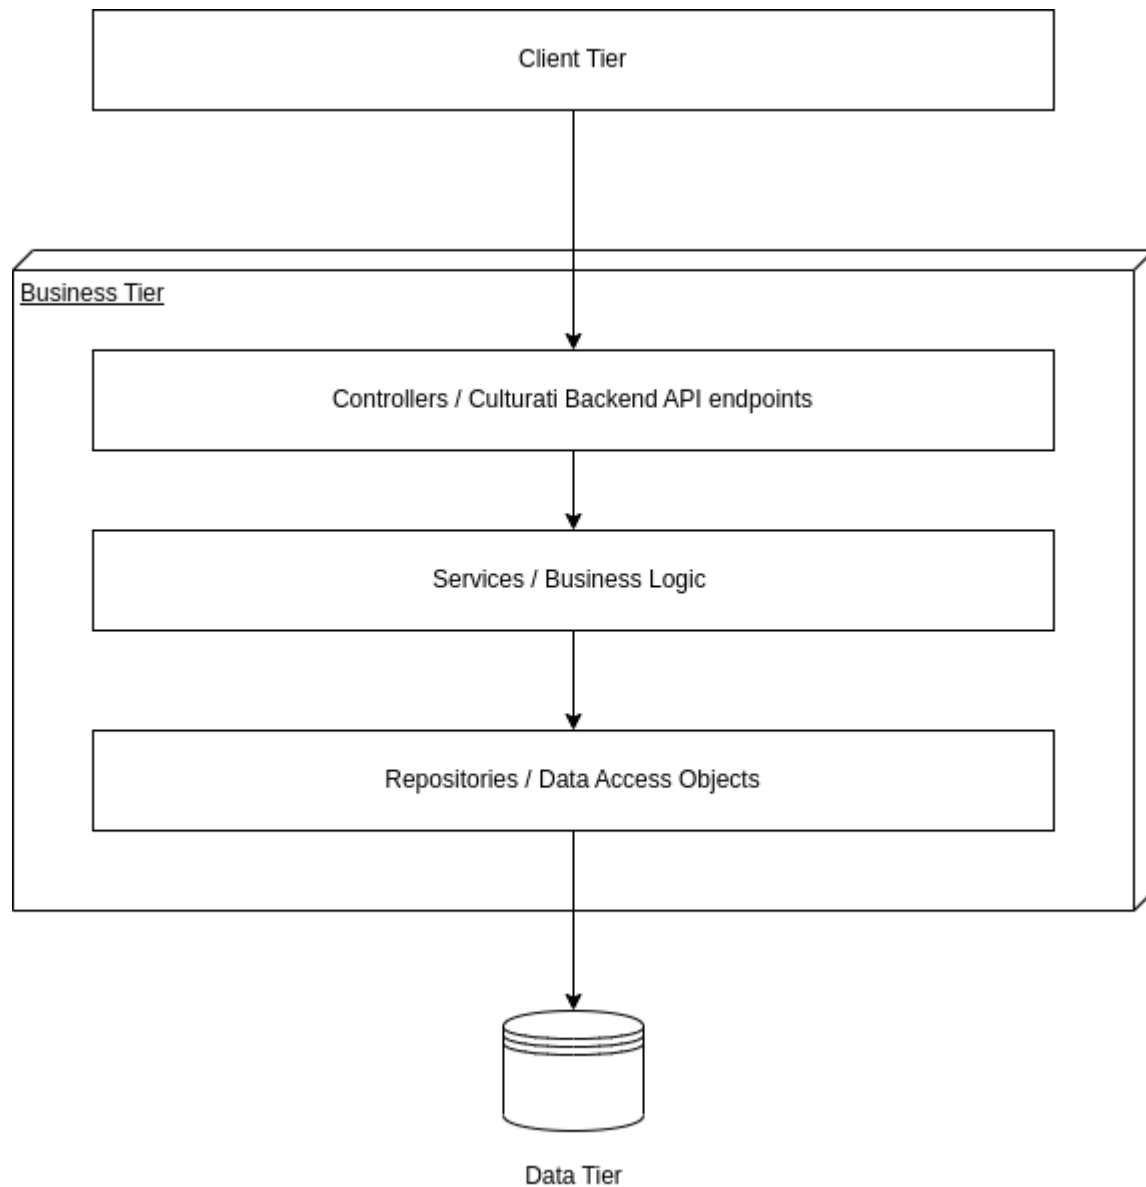 Client Tier
Business Tier
Controllers / Culturati Backend API endpoints
Services / Business Logic
Repositories / Data Access Objects
Data Tier